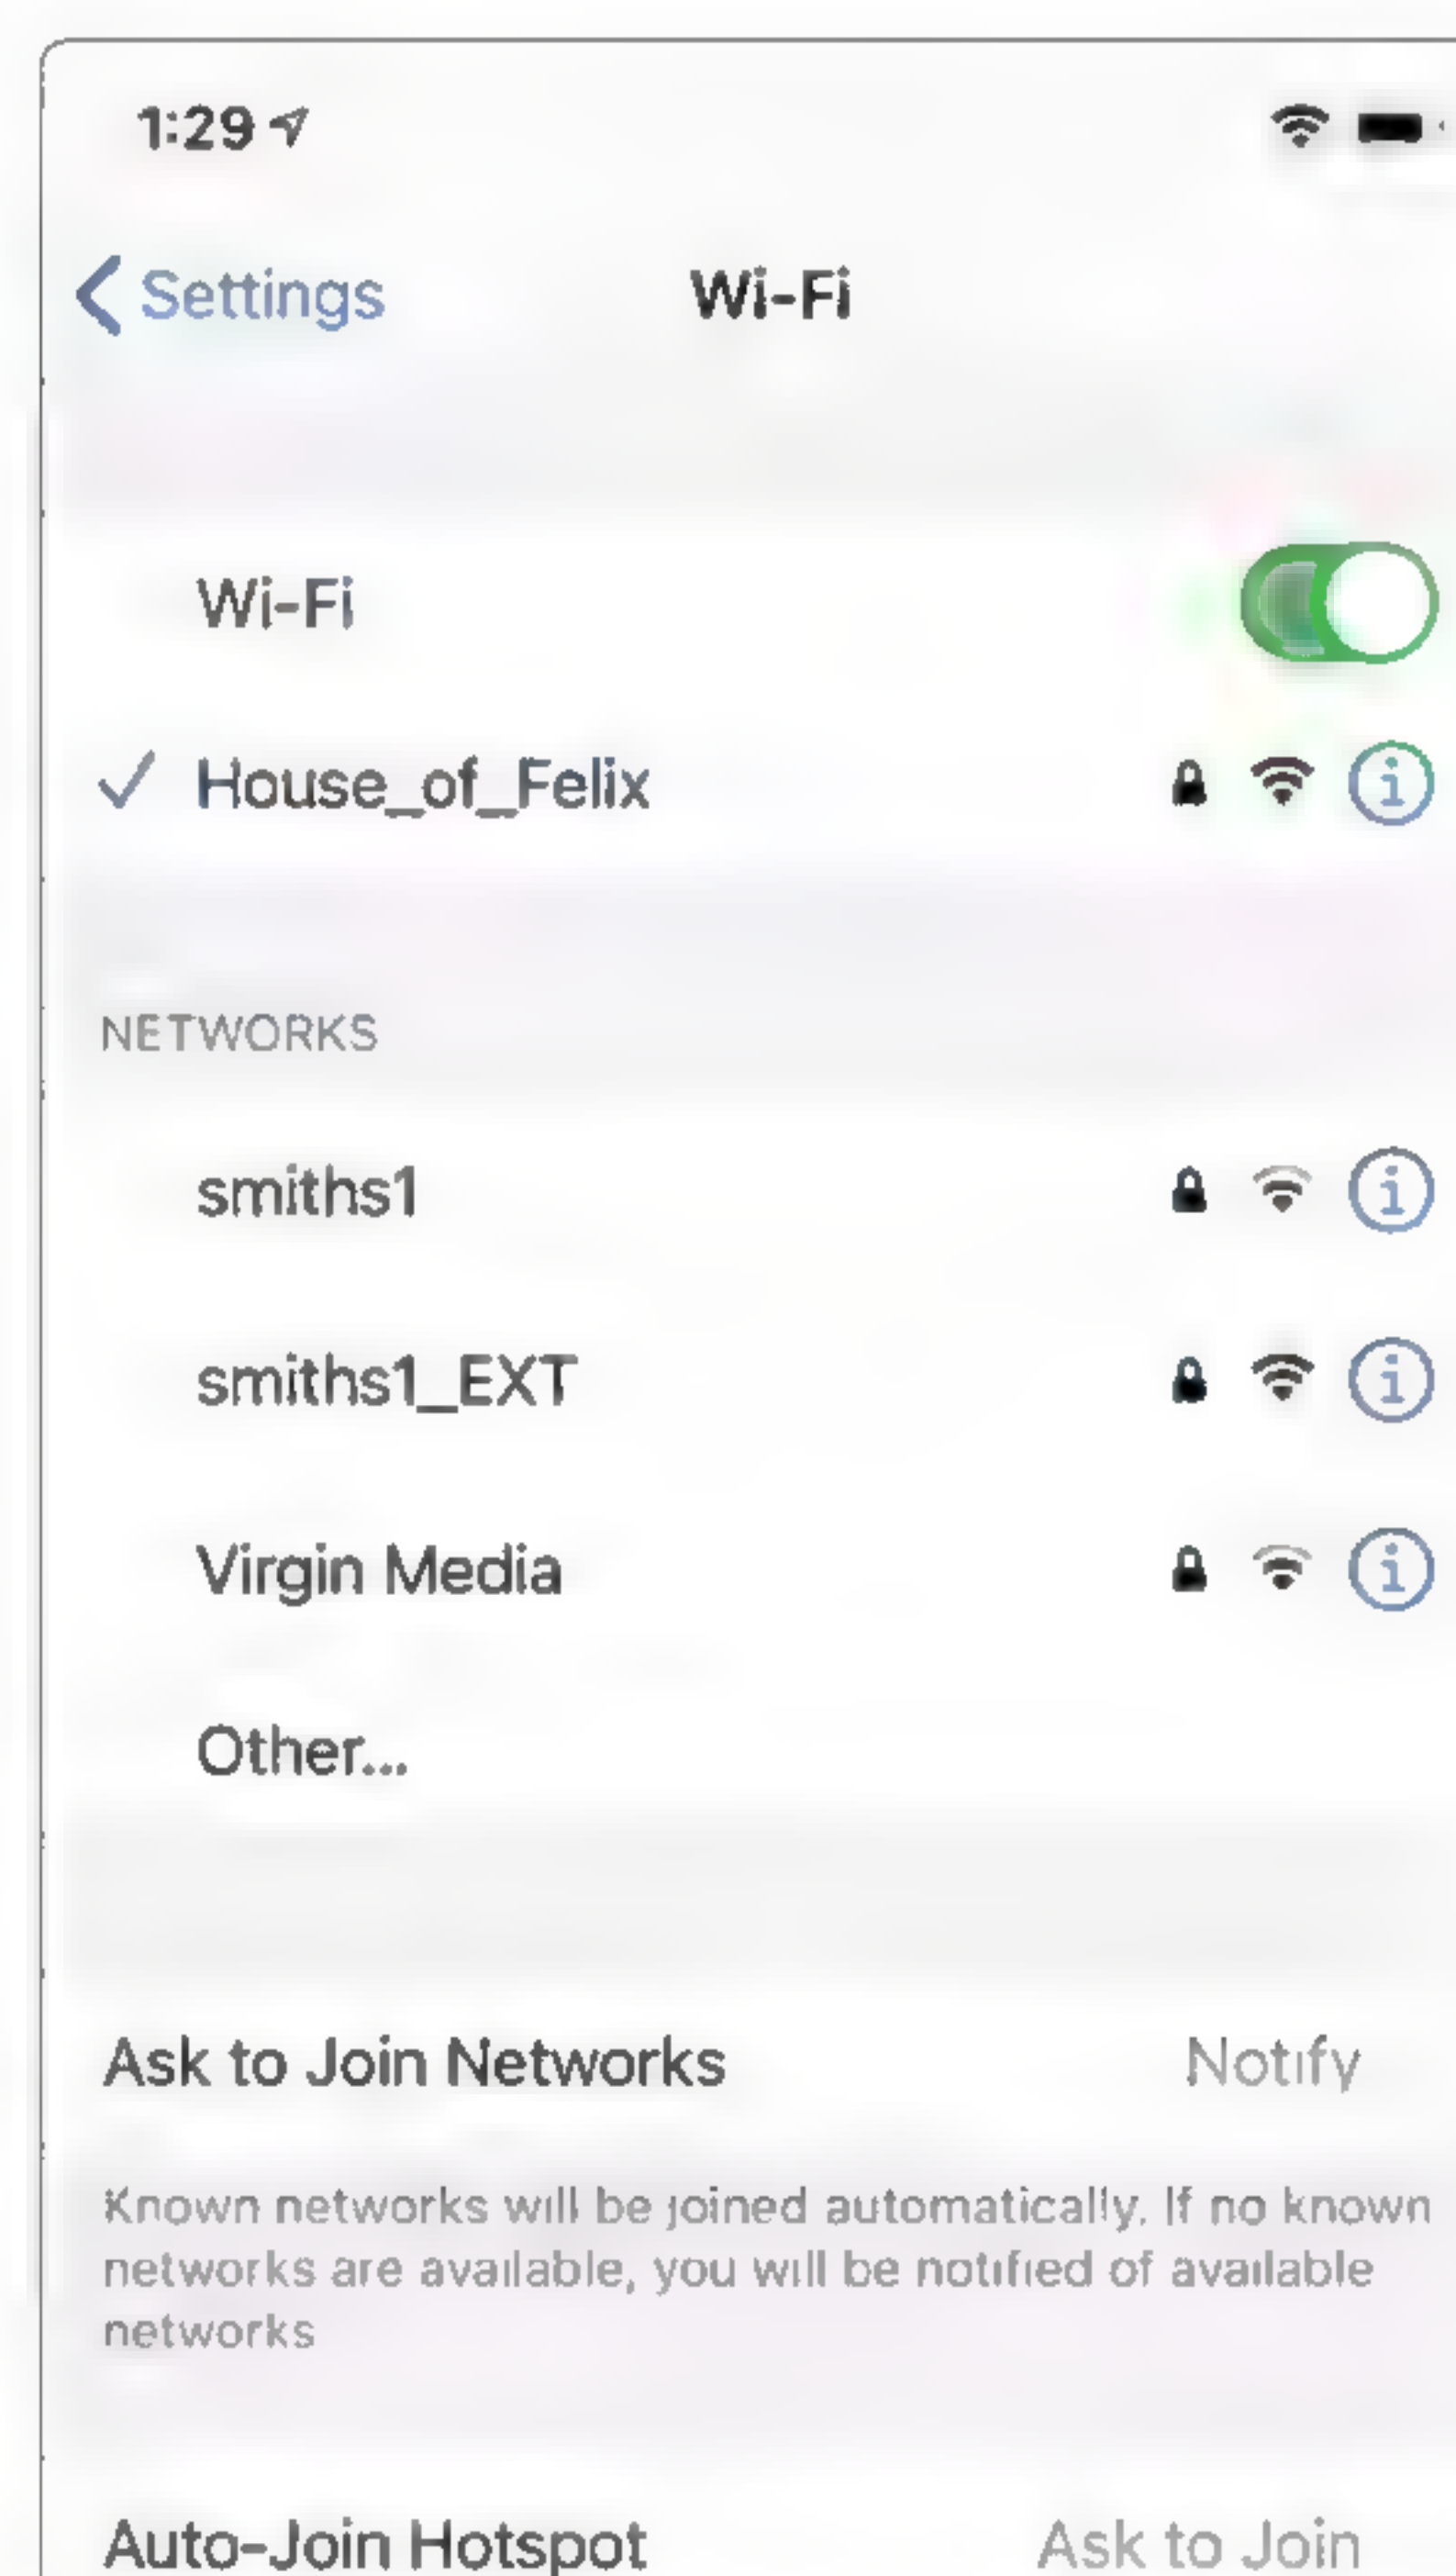 1:29
Settings
Wi-Fi
Wi-Fi
House_of_Felix
NETWORKS
smiths1
smiths1_EXT
Virgin Media
Other...
Ask to Join Networks Notify
Known networks will be joined automatically. If no known
networks are available, you will be notified of available
networks
Auto-Join Hotspot Ask to Join